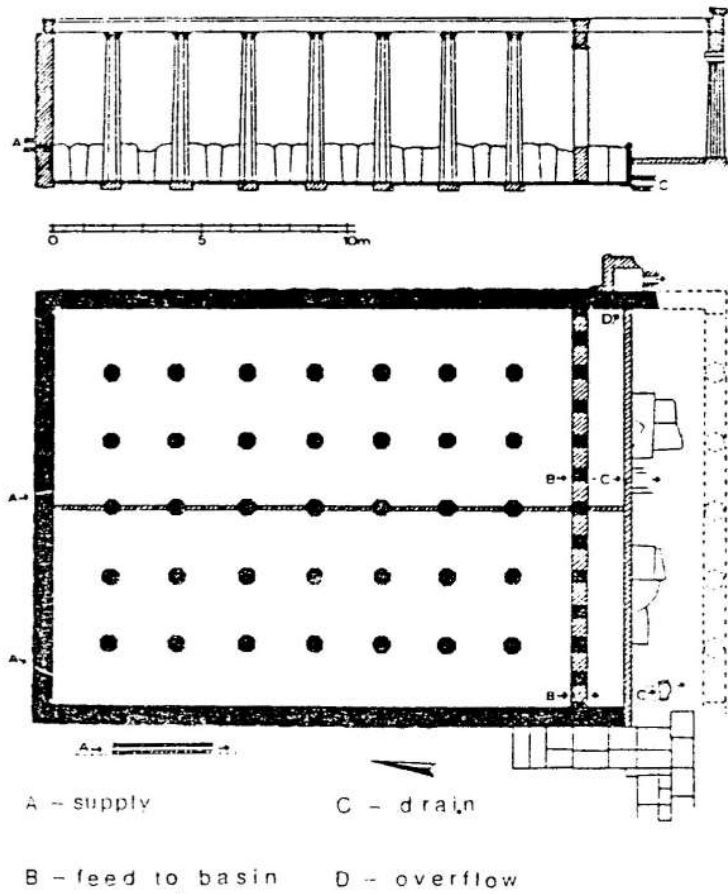 A
C
0 5 10m
D
B C
A
A
B C
A
A – supply C – drain
B – feed to basin D – overflow